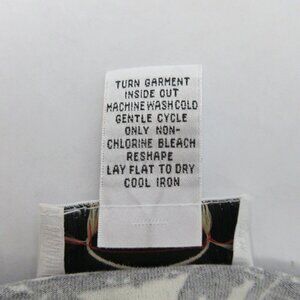 TURN GARMENT
INSIDE OUT
MACHINE WASH COLD
GENTLE CYCLE
ONLY NON-
CHLORINE BLEACH
RESHAPE
LAY FLAT TO DRY
COOL IRON